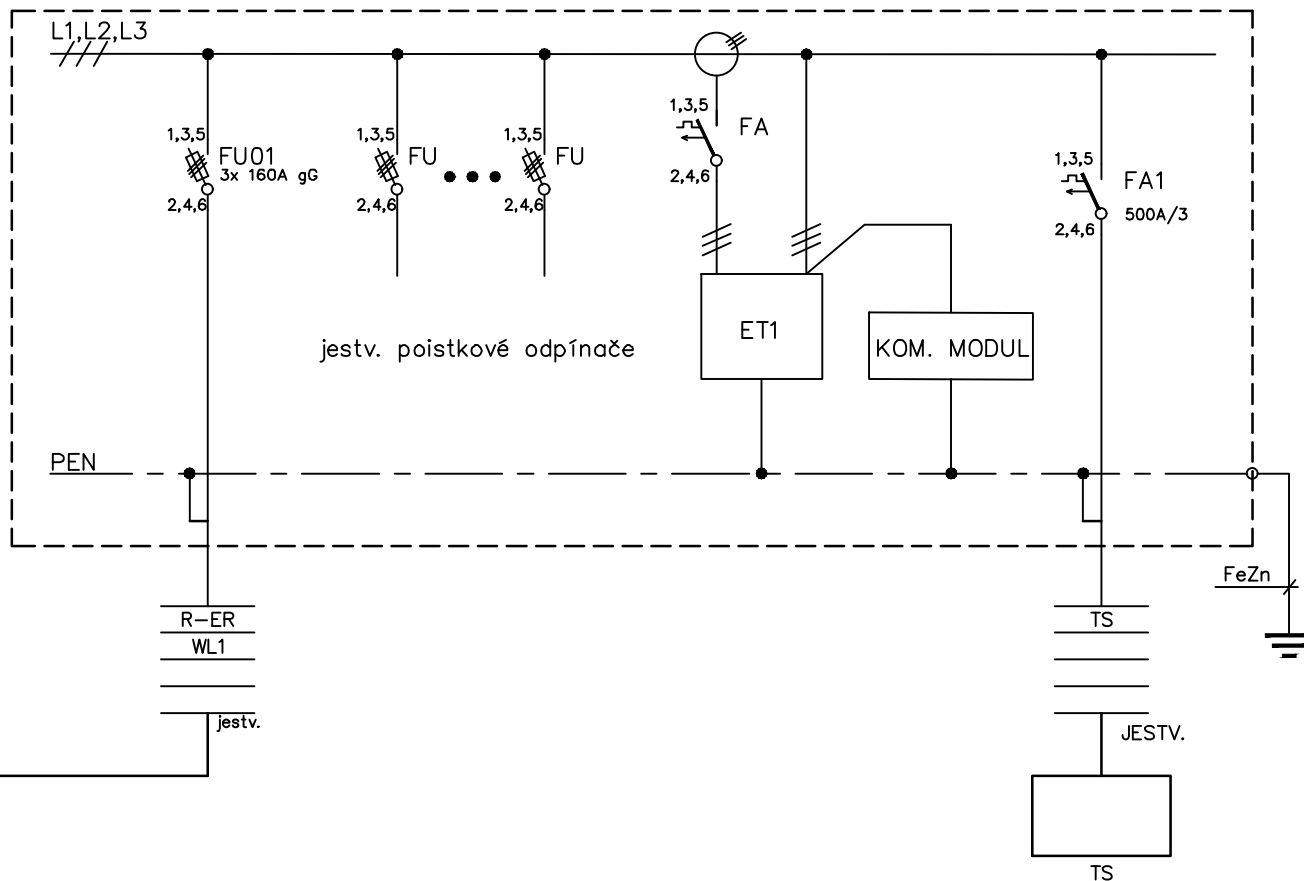 L1,L2,L3
1,3,5
FU01
3x 160A gG
2,4,6
1,3,5
FU
2,4,6
1,3,5
FU
2,4,6
1,3,5
FA
2,4,6
1,3,5
FA1
500A/3
2,4,6
jestv. poistkové odpínače
ET1
KOM. MODUL
PEN
FeZn
R-ER
WL1
jestv.
TS
JESTV.
TS